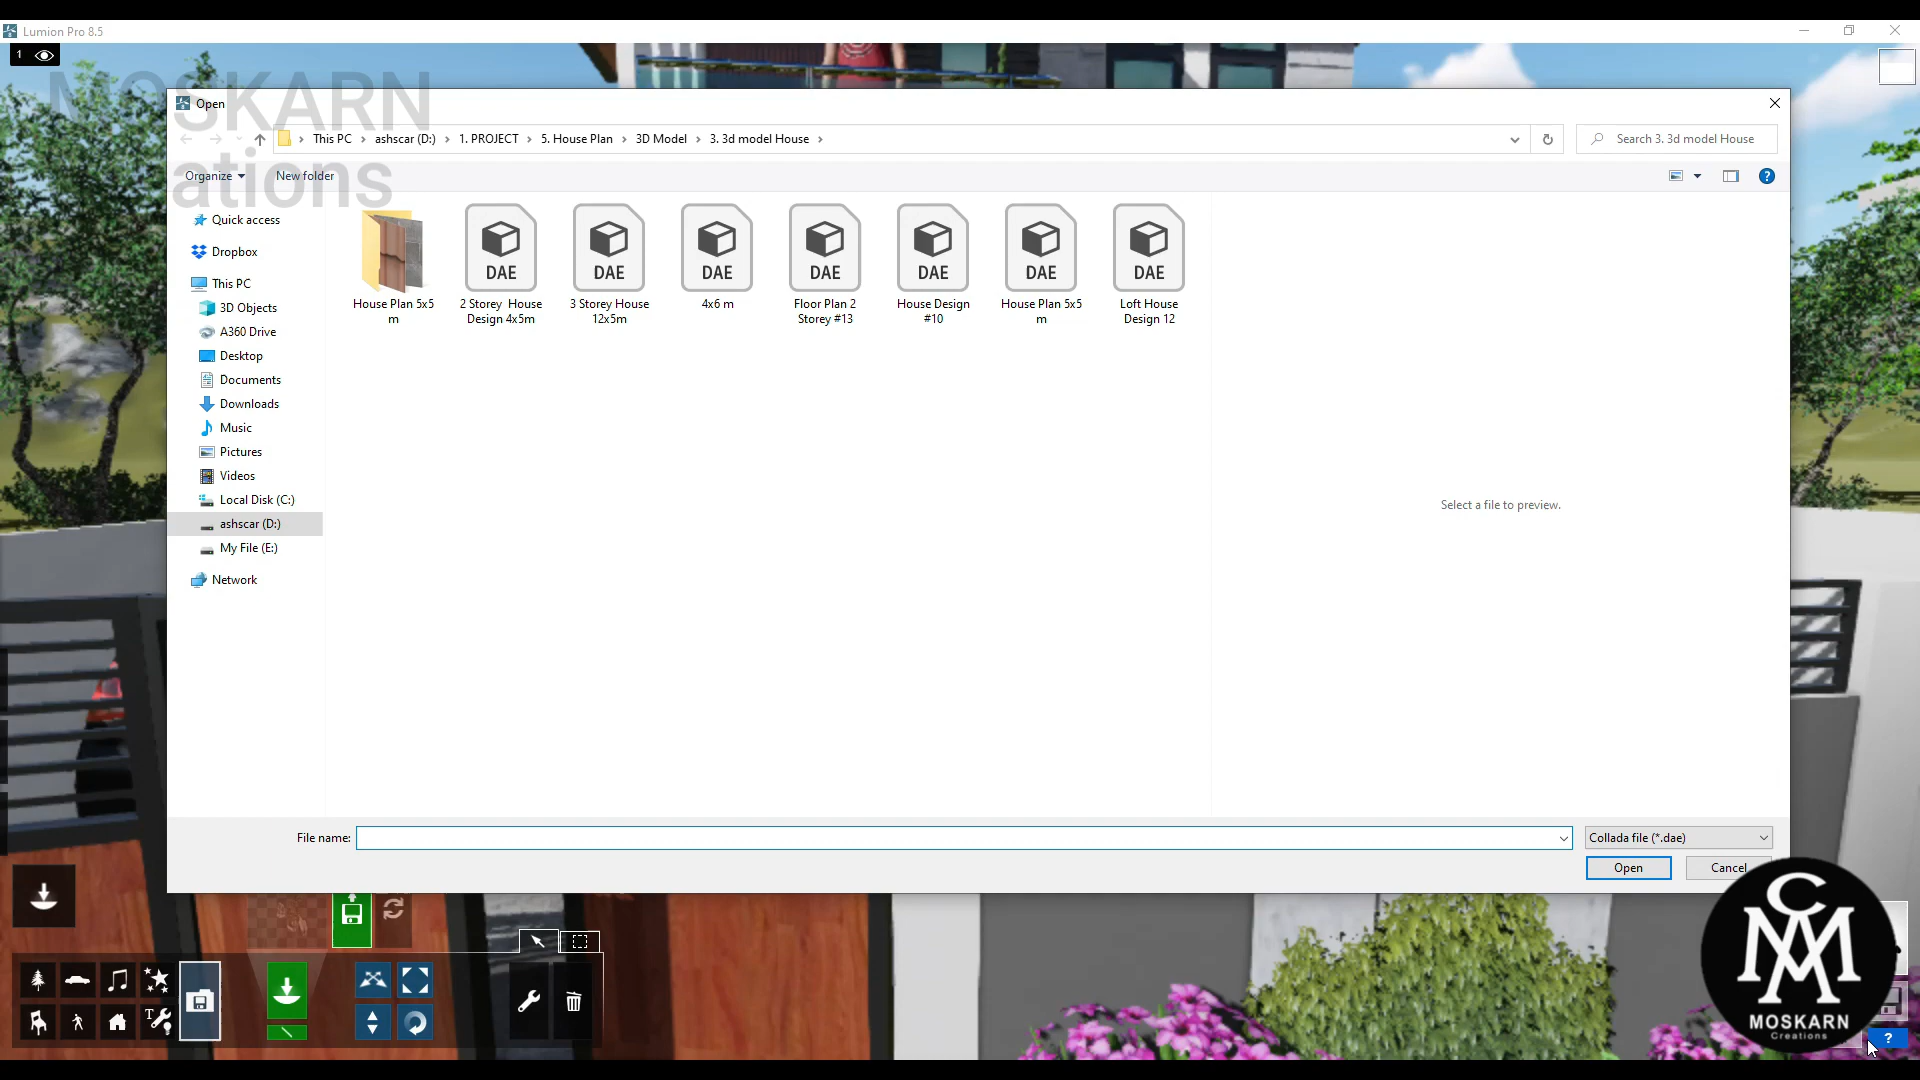 Lumion Pro 8.5
1
MOSKARN
ations
Open
This PC
ashscar (D:)
1. PROJECT
5. House Plan
3D Model
3. 3d model House
Search 3. 3d model House
Organize
New folder
?
Quick access
Dropbox
This PC
3D Objects
A360 Drive
Desktop
Documents
Downloads
Music
Pictures
Videos
Local Disk (C:)
ashscar (D:)
My File (E:)
Network
DAE
DAE
DAE
DAE
DAE
DAE
DAE
House Plan 5x5
m
2 Storey House
Design 4x5m
3 Storey House
12x5m
4x6 m
Floor Plan 2
Storey #13
House Design
#10
House Plan 5x5
m
Loft House
Design 12
Select a file to preview.
File name:
Collada file (*.dae)
Open
Cancel
T
CM
MOSKARN
Creations
?